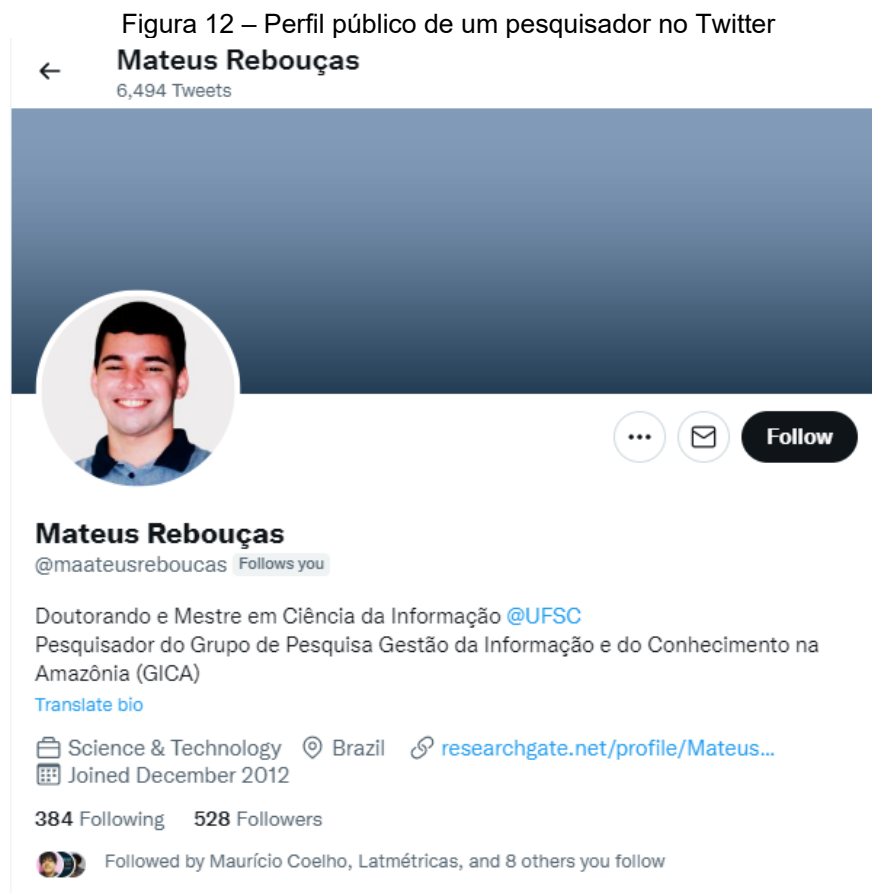 Figura 12 – Perfil público de um pesquisador no Twitter
Mateus Rebouças
6,494 Tweets
Follow
Mateus Rebouças
@maateusreboucas Follows you
Doutorando e Mestre em Ciência da Informação @UFSC
Pesquisador do Grupo de Pesquisa Gestão da Informação e do Conhecimento na
Amazônia (GICA)
Translate bio
Science & Technology Brazil researchgate.net/profile/Mateus...
Joined December 2012
384 Following 528 Followers
Followed by Maurício Coelho, Latmétricas, and 8 others you follow